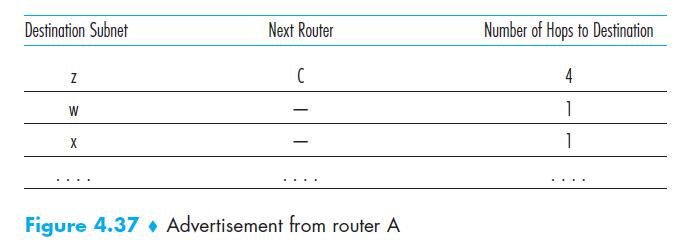 Destination Subnet Next Router Number of Hops to Destination
z C 4
w — 1
x — 1
. . . . . . . . . . . .
Figure 4.37 ♦ Advertisement from router A